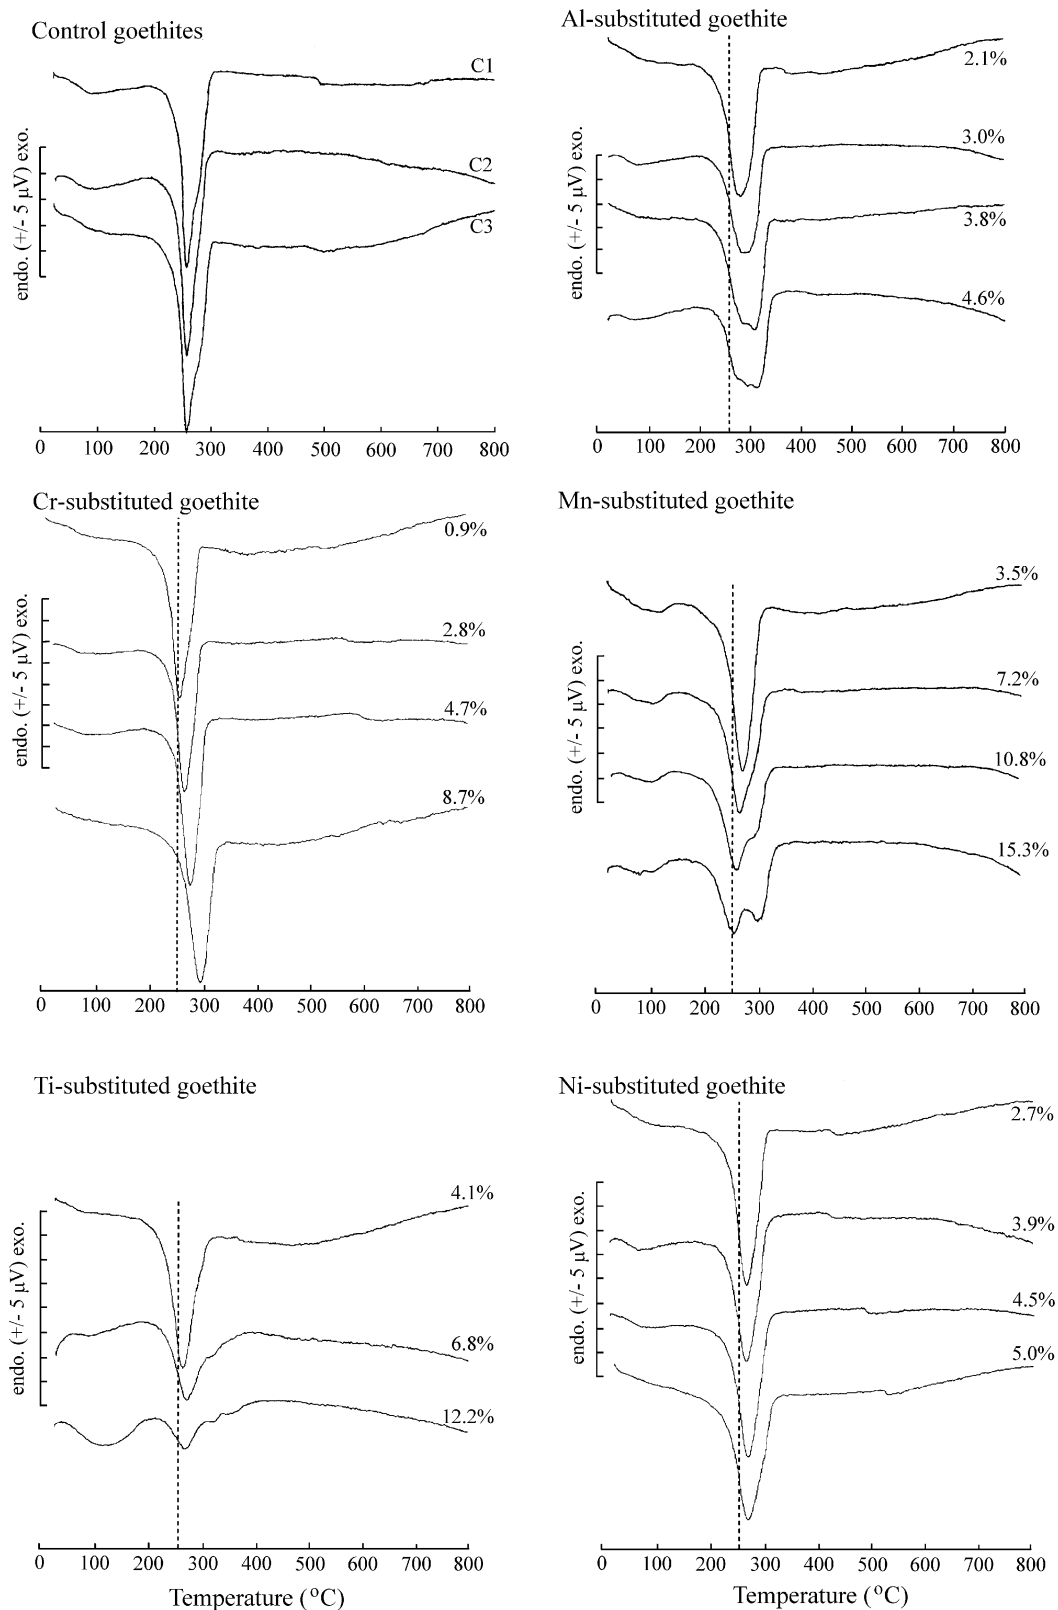 Control goethites
C1
C2
C3
endo. (+/- 5 µV) exo.
0 100 200 300 400 500 600 700 800
Al-substituted goethite
2.1%
3.0%
3.8%
4.6%
endo. (+/- 5 µV) exo.
0 100 200 300 400 500 600 700 800
Cr-substituted goethite
0.9%
2.8%
4.7%
8.7%
endo. (+/- 5 µV) exo.
0 100 200 300 400 500 600 700 800
Mn-substituted goethite
3.5%
7.2%
10.8%
15.3%
endo. (+/- 5 µV) exo.
0 100 200 300 400 500 600 700 800
Ti-substituted goethite
4.1%
6.8%
12.2%
endo. (+/- 5 µV) exo.
0 100 200 300 400 500 600 700 800
Temperature (°C)
Ni-substituted goethite
2.7%
3.9%
4.5%
5.0%
endo. (+/- 5 µV) exo.
0 100 200 300 400 500 600 700 800
Temperature (°C)